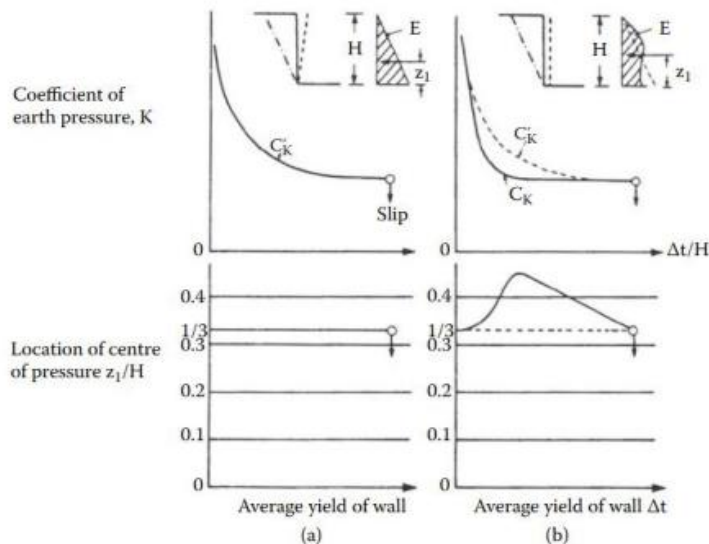 H
E
z₁
H
E
z₁
Coefficient of
earth pressure, K
C'K
Slip
C'K
CK
0
0
Δt/H
0.4
1/3
0.3
0.2
0.1
0
0.4
1/3
0.3
0.2
0.1
0
Location of centre
of pressure z₁/H
Average yield of wall
Average yield of wall Δt
(a)
(b)